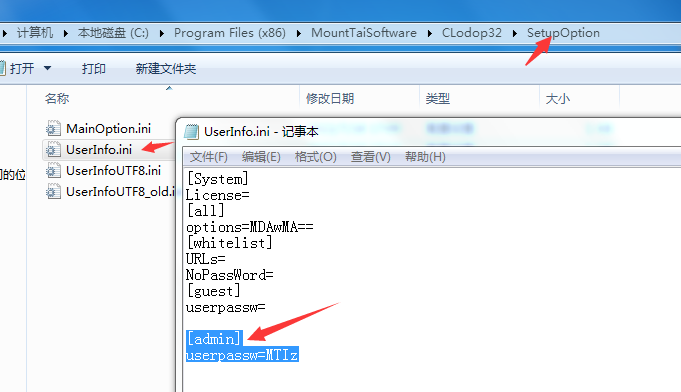 计算机 本地磁盘 (C:) Program Files (x86) MountTaiSoftware CLodop32 SetupOption
打开 打印 新建文件夹
名称 修改日期 类型 大小
MainOption.ini
UserInfo.ini
UserInfoUTF8.ini
UserInfoUTF8_old.i
的位
UserInfo.ini - 记事本
文件(F) 编辑(E) 格式(O) 查看(V) 帮助(H)
[System]
License=
[all]
options=MDAwMA==
[whitelist]
URLs=
NoPassWord=
[guest]
userpassw=
[admin]
userpassw=MTIz